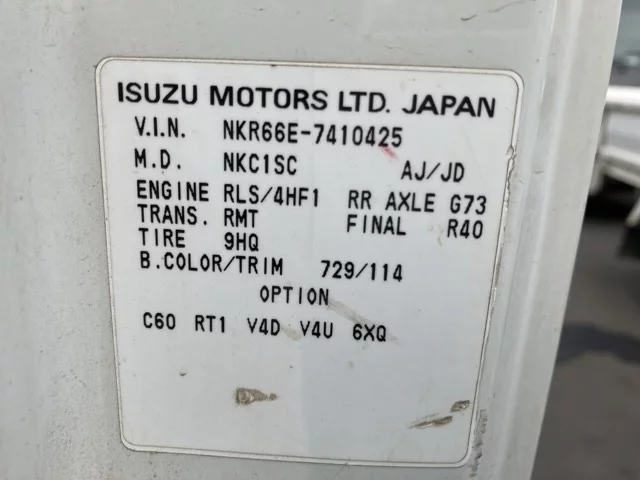 ISUZU MOTORS LTD. JAPAN
V.I.N. NKR66E-7410425
M.D. NKC1SC AJ/JD
ENGINE RLS/4HF1 RR AXLE G73
TRANS. RMT FINAL R40
TIRE 9HQ
B.COLOR/TRIM 729/114
OPTION
C60 RT1 V4D V4U 6XQ